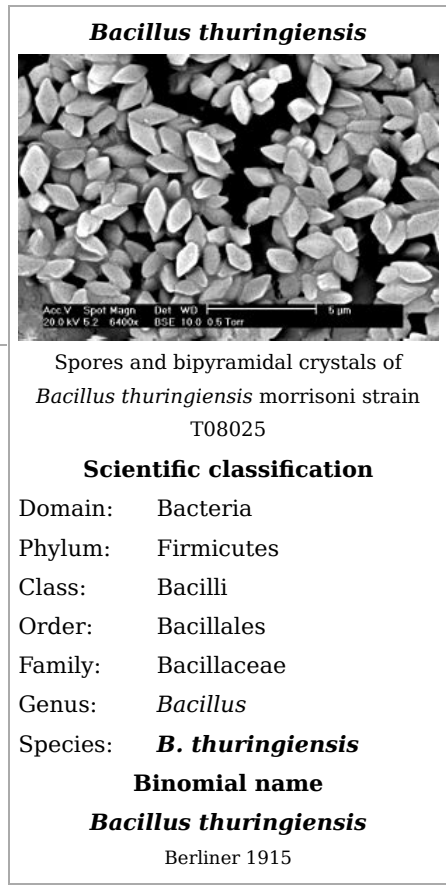 Bacillus thuringiensis
Acc.V Spot Magn Det WD 5 µm
20.0 kV 5.2 6400x BSE 10.0 0.5 Torr
Spores and bipyramidal crystals of
Bacillus thuringiensis morrisoni strain
T08025
Scientific classification
Domain: Bacteria
Phylum: Firmicutes
Class: Bacilli
Order: Bacillales
Family: Bacillaceae
Genus: Bacillus
Species: B. thuringiensis
Binomial name
Bacillus thuringiensis
Berliner 1915